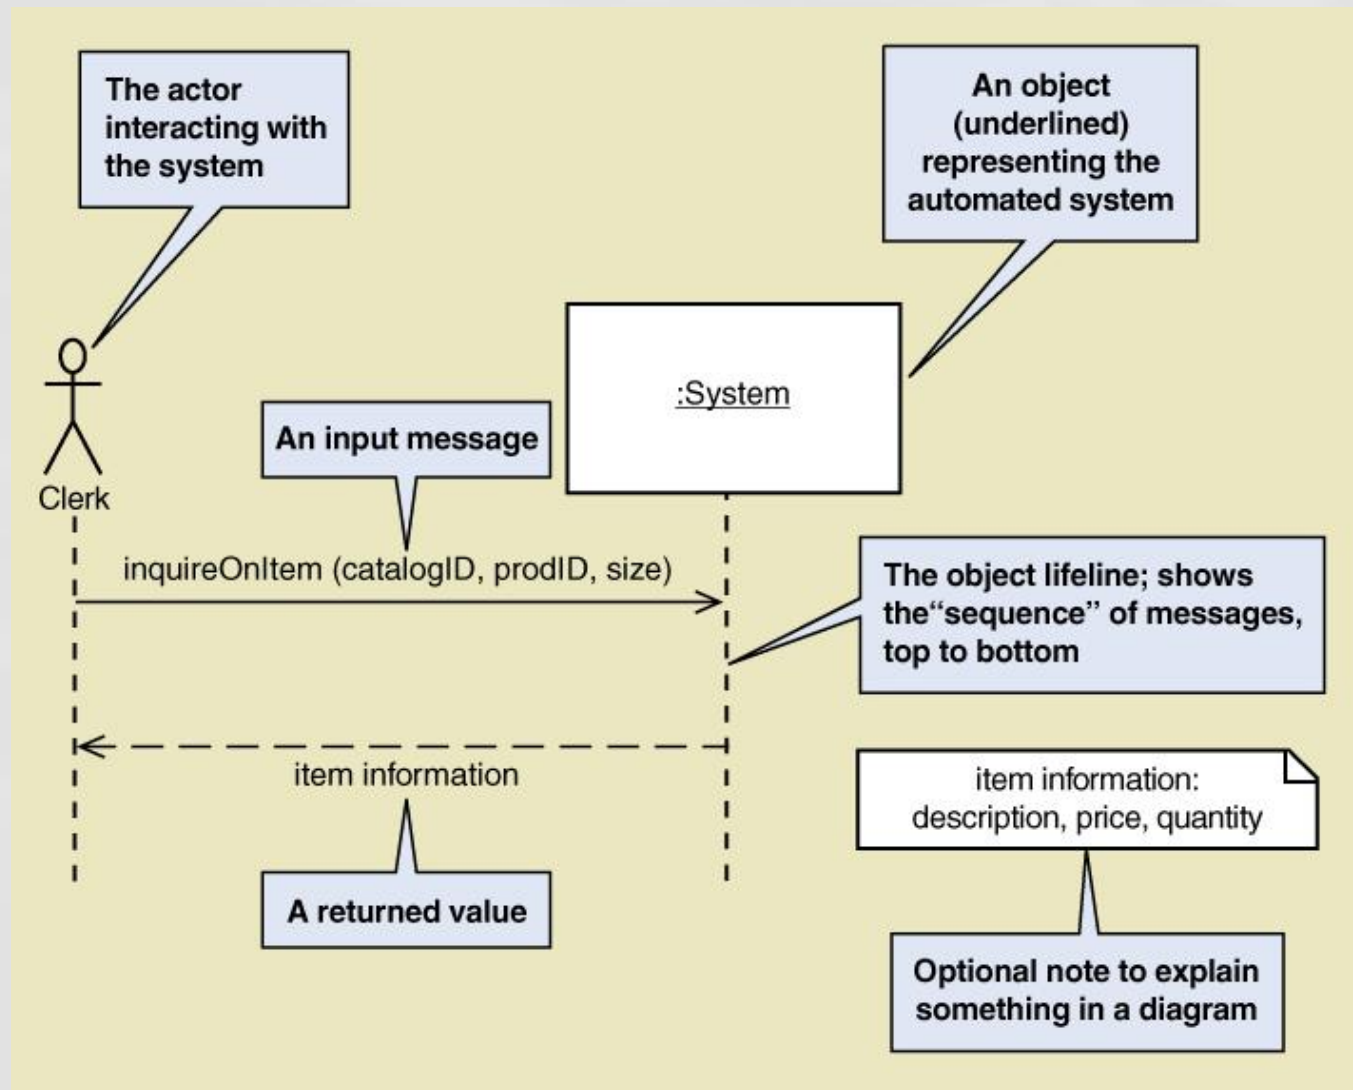 The actor
interacting with
the system
An object
(underlined)
representing the
automated system
:System
An input message
Clerk
inquireOnItem (catalogID, prodID, size)
The object lifeline; shows
the“sequence” of messages,
top to bottom
item information
item information:
description, price, quantity
A returned value
Optional note to explain
something in a diagram